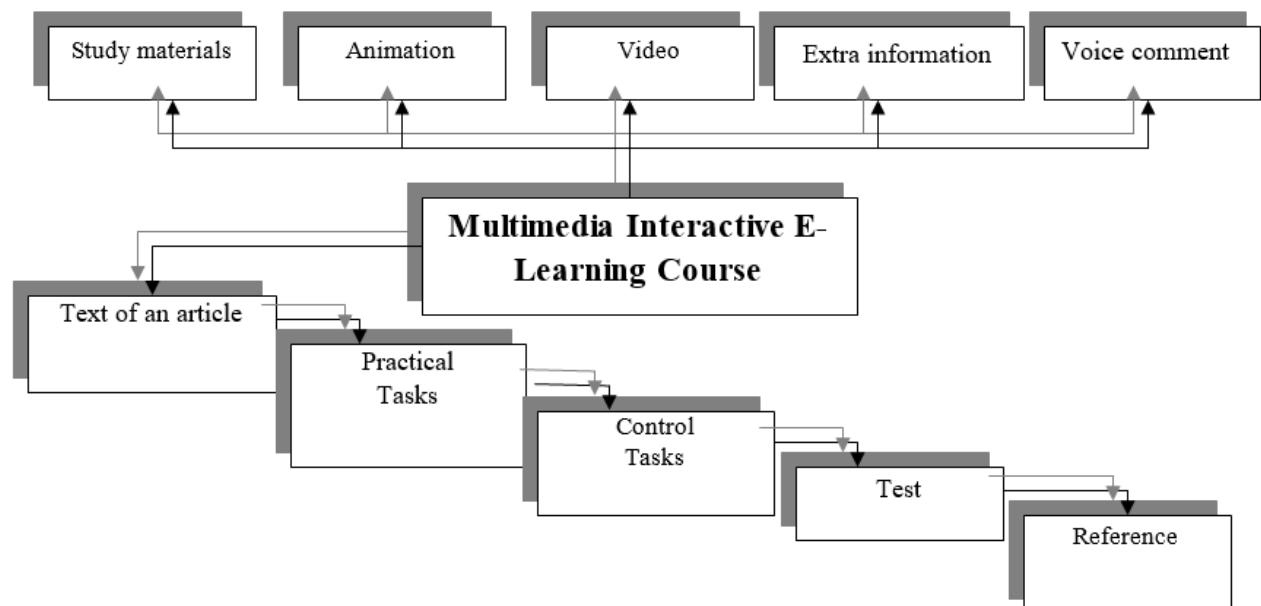 Study materials
Animation
Video
Extra information
Voice comment
Multimedia Interactive E-
Learning Course
Text of an article
Practical
Tasks
Control
Tasks
Test
Reference